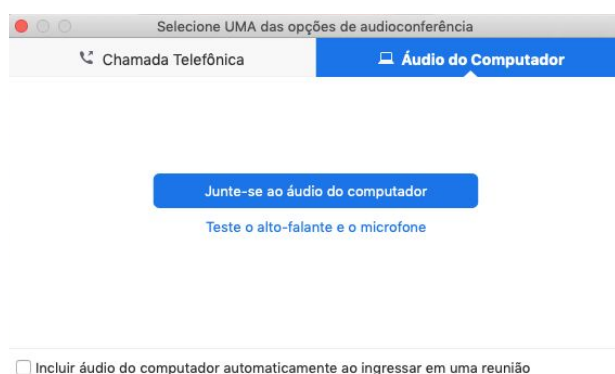 Selecione UMA das opções de audioconferência
Chamada Telefônica
Áudio do Computador
Junte-se ao áudio do computador
Teste o alto-falante e o microfone
Incluir áudio do computador automaticamente ao ingressar em uma reunião